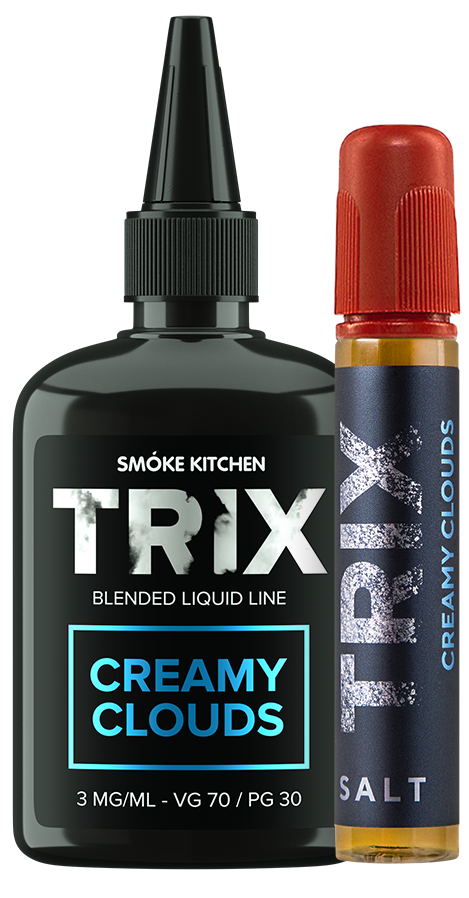 SMÓKE KITCHEN
TRIX
BLENDED LIQUID LINE
CREAMY
CLOUDS
3 MG/ML - VG 70 / PG 30
TRIX
CREAMY CLOUDS
SALT